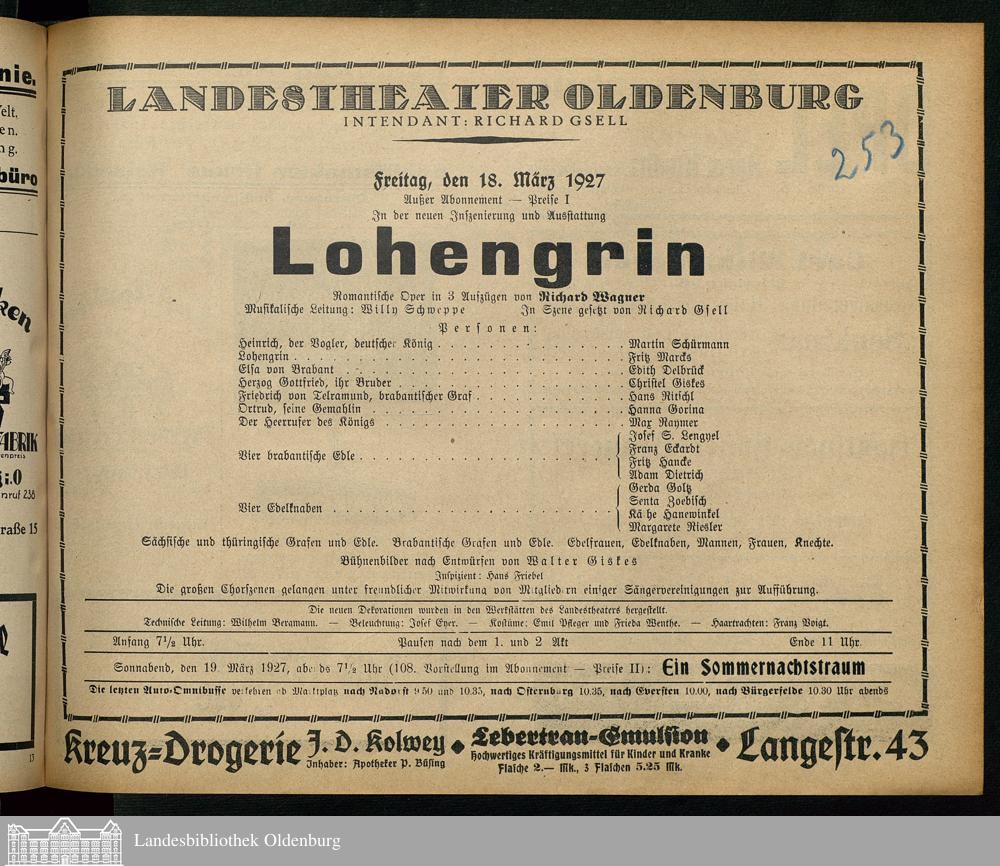 nie.
Welt,
en.
ng.
büro
ken
FABRIK
enpreis
g i.O
nruf 238
raße 15
13
LANDESTHEATER OLDENBURG
INTENDANT: RICHARD GSELL
253
Freitag, den 18. März 1927
Außer Abonnement — Preise I
In der neuen Inszenierung und Ausstattung
Lohengrin
Romantische Oper in 3 Aufzügen von Richard Wagner
Musikalische Leitung: Willy Schweppe In Szene gesetzt von Richard Gsell
Personen:
Heinrich, der Vogler, deutscher König . . . . . . . . . . . . . Martin Schürmann
Lohengrin . . . . . . . . . . . . . Fritz Marcks
Elsa von Brabant . . . . . . . . . . . . . Edith Delbrück
Herzog Gottfried, ihr Bruder . . . . . . . . . . . . . Christel Giskes
Friedrich von Telramund, brabantischer Graf . . . . . . . . . . . Hans Ritschl
Ortrud, seine Gemahlin . . . . . . . . . . . . . Hanna Gorina
Der Heerrufer des Königs . . . . . . . . . . . . . Max Raymer
Josef S. Lengyel
Franz Eckardt
Vier brabantische Edle . . . . . . . . . . . . .
Fritz Hancke
Adam Dietrich
Gerda Goltz
Senta Zoebisch
Vier Edelknaben . . . . . . . . . . . . .
Käthe Hanewinkel
Margarete Riesler
Sächsische und thüringische Grafen und Edle. Brabantische Grafen und Edle. Edelfrauen, Edelknaben, Mannen, Frauen, Knechte.
Bühnenbilder nach Entwürfen von Walter Giskes
Inspizient: Hans Friebel
Die großen Chorszenen gelangen unter freundlicher Mitwirkung von Mitgliedern einiger Sängervereinigungen zur Aufführung.
Die neuen Dekorationen wurden in den Werkstätten des Landestheaters hergestellt.
Technische Leitung: Wilhelm Bergmann. — Beleuchtung: Josef Eyer. — Kostüme: Emil Pfleger und Frieda Wenthe. — Haartrachten: Franz Voigt.
Anfang 7½ Uhr. Pausen nach dem 1. und 2 Akt Ende 11 Uhr.
Sonnabend, den 19. März 1927, abends 7½ Uhr (108. Vorstellung im Abonnement — Preise II): Ein Sommernachtstraum
Die letzten Auto-Omnibusse verkehren ab Marktplatz nach Nadorst 9.50 und 10.35, nach Osternburg 10.35, nach Eversten 10.00, nach Bürgerfelde 10.30 Uhr abends
Kreuz=Drogerie J. D. Kolwey ◆ Lebertran-Emulsion ◆ Langestr. 43
Inhaber: Apotheker P. Büsing Hochwertiges Kräftigungsmittel für Kinder und Kranke
Flasche 2.— Mk., 3 Flaschen 5.25 Mk.
Landesbibliothek Oldenburg